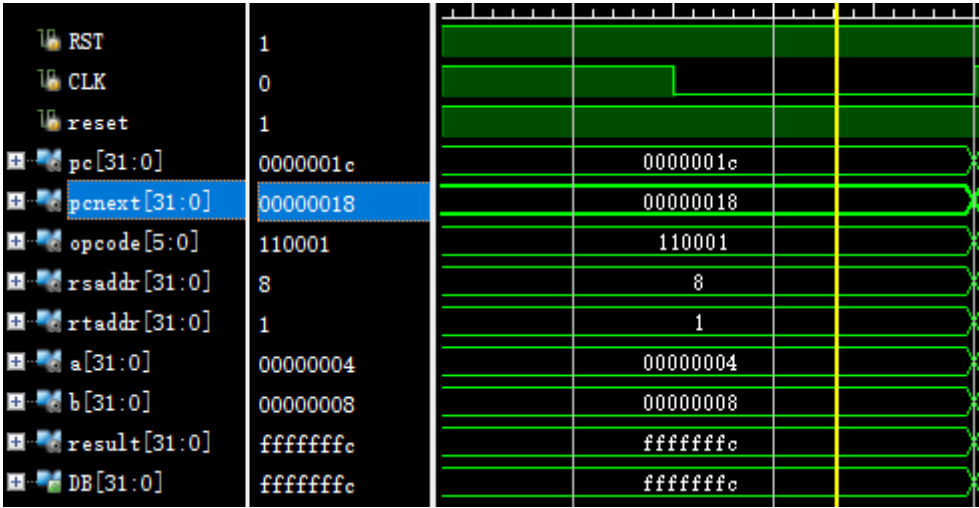 RST 1
CLK 0
reset 1
pc[31:0] 0000001c 0000001c
pcnext[31:0] 00000018 00000018
opcode[5:0] 110001 110001
rsaddr[31:0] 8 8
rtaddr[31:0] 1 1
a[31:0] 00000004 00000004
b[31:0] 00000008 00000008
result[31:0] fffffffc fffffffc
DB[31:0] fffffffc fffffffc